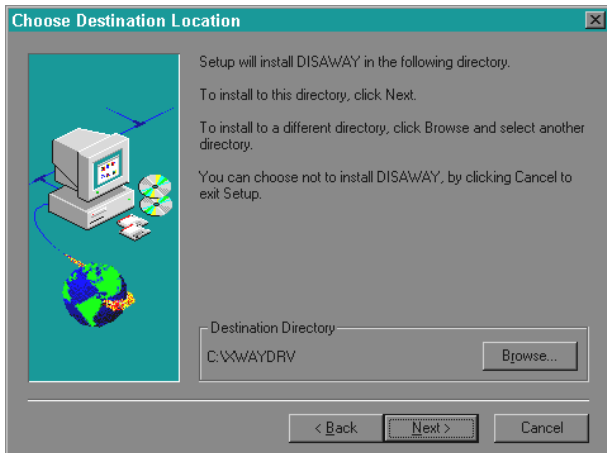 Choose Destination Location
Setup will install DISAWAY in the following directory.
To install to this directory, click Next.
To install to a different directory, click Browse and select another
directory.
You can choose not to install DISAWAY, by clicking Cancel to
exit Setup.
Destination Directory
C:\XWAYDRV
Browse...
< Back
Next >
Cancel